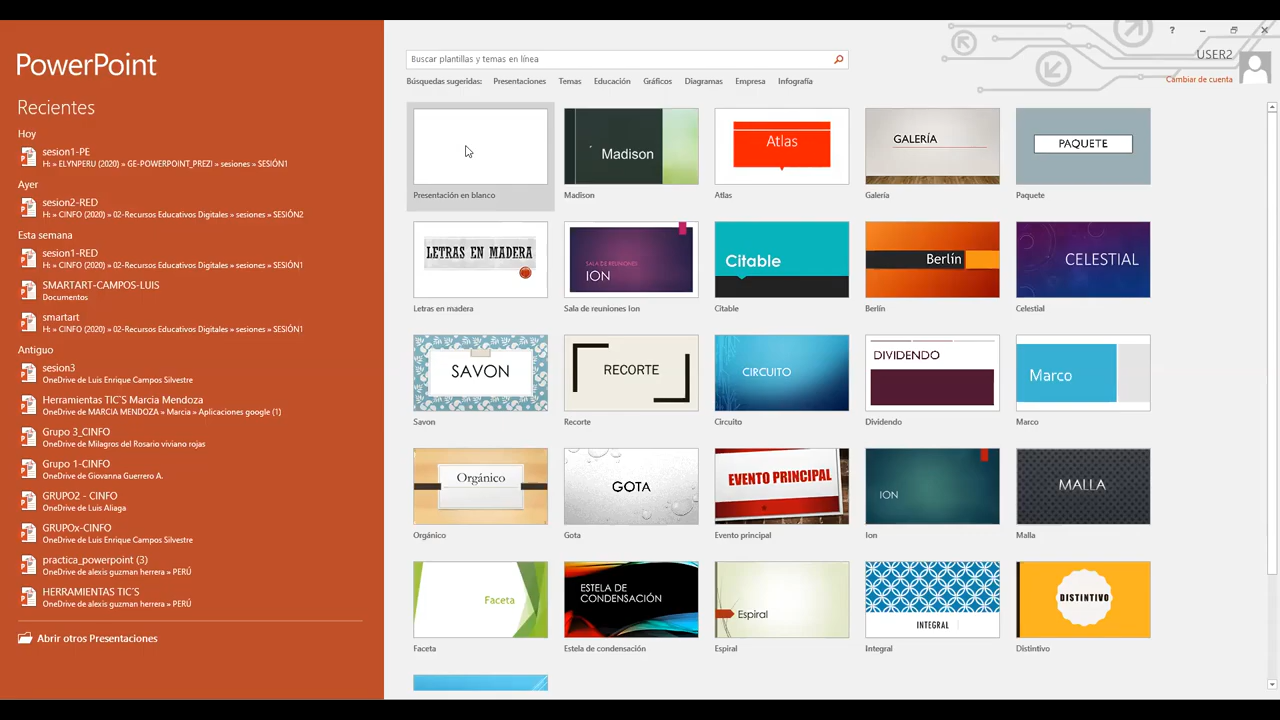 PowerPoint
Recientes
Hoy
sesion1-PE
H: » ELYNPERU (2020) » GE-POWERPOINT_PREZI » sesiones » SESIÓN1
Ayer
sesion2-RED
H: » CINFO (2020) » 02-Recursos Educativos Digitales » sesiones » SESIÓN2
Esta semana
sesion1-RED
H: » CINFO (2020) » 02-Recursos Educativos Digitales » sesiones » SESIÓN1
SMARTART-CAMPOS-LUIS
Documentos
smartart
H: » CINFO (2020) » 02-Recursos Educativos Digitales » sesiones » SESIÓN1
Antiguo
sesion3
OneDrive de Luis Enrique Campos Silvestre
Herramientas TIC´S Marcia Mendoza
OneDrive de MARCIA MENDOZA » Marcia » Aplicaciones google (1)
Grupo 3_CINFO
OneDrive de Milagros del Rosario viviano rojas
Grupo 1-CINFO
OneDrive de Giovanna Guerrero A.
GRUPO2 - CINFO
OneDrive de Luis Aliaga
GRUPOx-CINFO
OneDrive de Luis Enrique Campos Silvestre
practica_powerpoint (3)
OneDrive de alexis guzman herrera » PERÚ
HERRAMIENTAS TIC´S
OneDrive de alexis guzman herrera » PERÚ
Abrir otros Presentaciones
?
USER2
Cambiar de cuenta
Buscar plantillas y temas en línea
Búsquedas sugeridas: Presentaciones Temas Educación Gráficos Diagramas Empresa Infografía
Madison
Atlas
GALERÍA
PAQUETE
Presentación en blanco
Madison
Atlas
Galería
Paquete
LETRAS EN MADERA
SALA DE REUNIONES
ION
Citable
Berlín
CELESTIAL
Letras en madera
Sala de reuniones Ion
Citable
Berlín
Celestial
SAVON
RECORTE
CIRCUITO
DIVIDENDO
Marco
Savon
Recorte
Circuito
Dividendo
Marco
Orgánico
GOTA
EVENTO PRINCIPAL
ION
MALLA
Orgánico
Gota
Evento principal
Ion
Malla
Faceta
ESTELA DE
CONDENSACIÓN
Espiral
INTEGRAL
DISTINTIVO
Faceta
Estela de condensación
Espiral
Integral
Distintivo